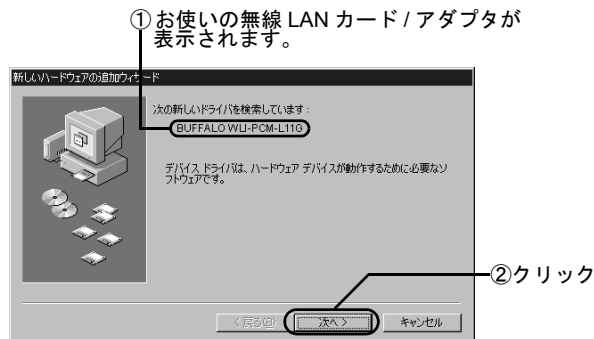 ①お使いの無線 LAN カード / アダプタが
表示されます。
新しいハードウェアの追加ウィザード
次の新しいドライバを検索しています :
BUFFALO WLI-PCM-L11G
デバイス ドライバは、ハードウェア デバイスが動作するために必要なソ
フトウェアです。
②クリック
< 戻る(B)
次へ >
キャンセル